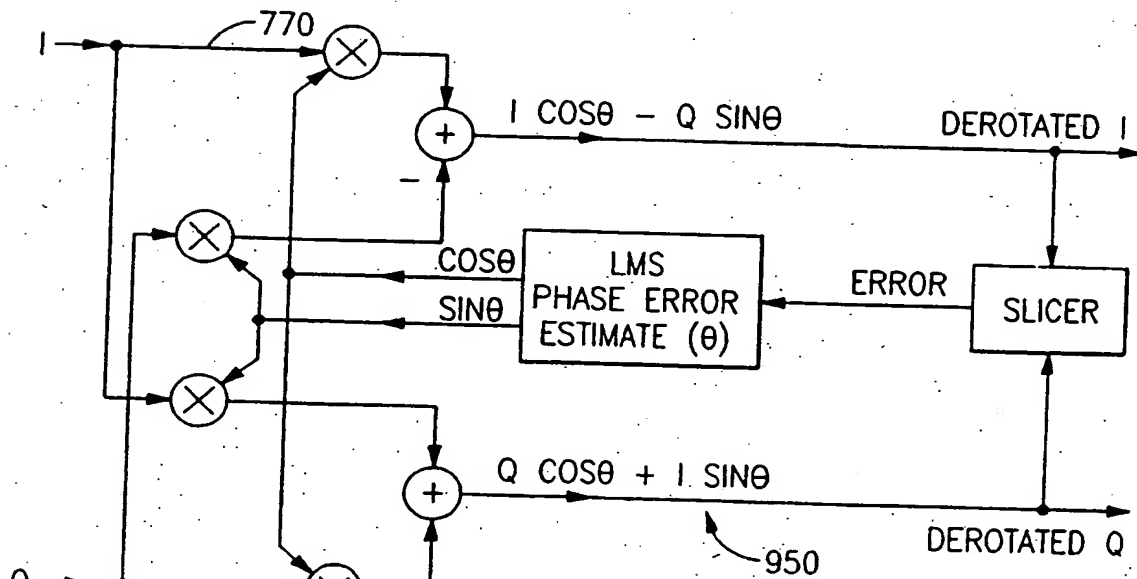 770
I
I COSθ − Q SINθ
DEROTATED I
+
−
COSθ
SINθ
LMS
PHASE ERROR
ESTIMATE (θ)
ERROR
SLICER
Q COSθ + I SINθ
+
950
DEROTATED Q